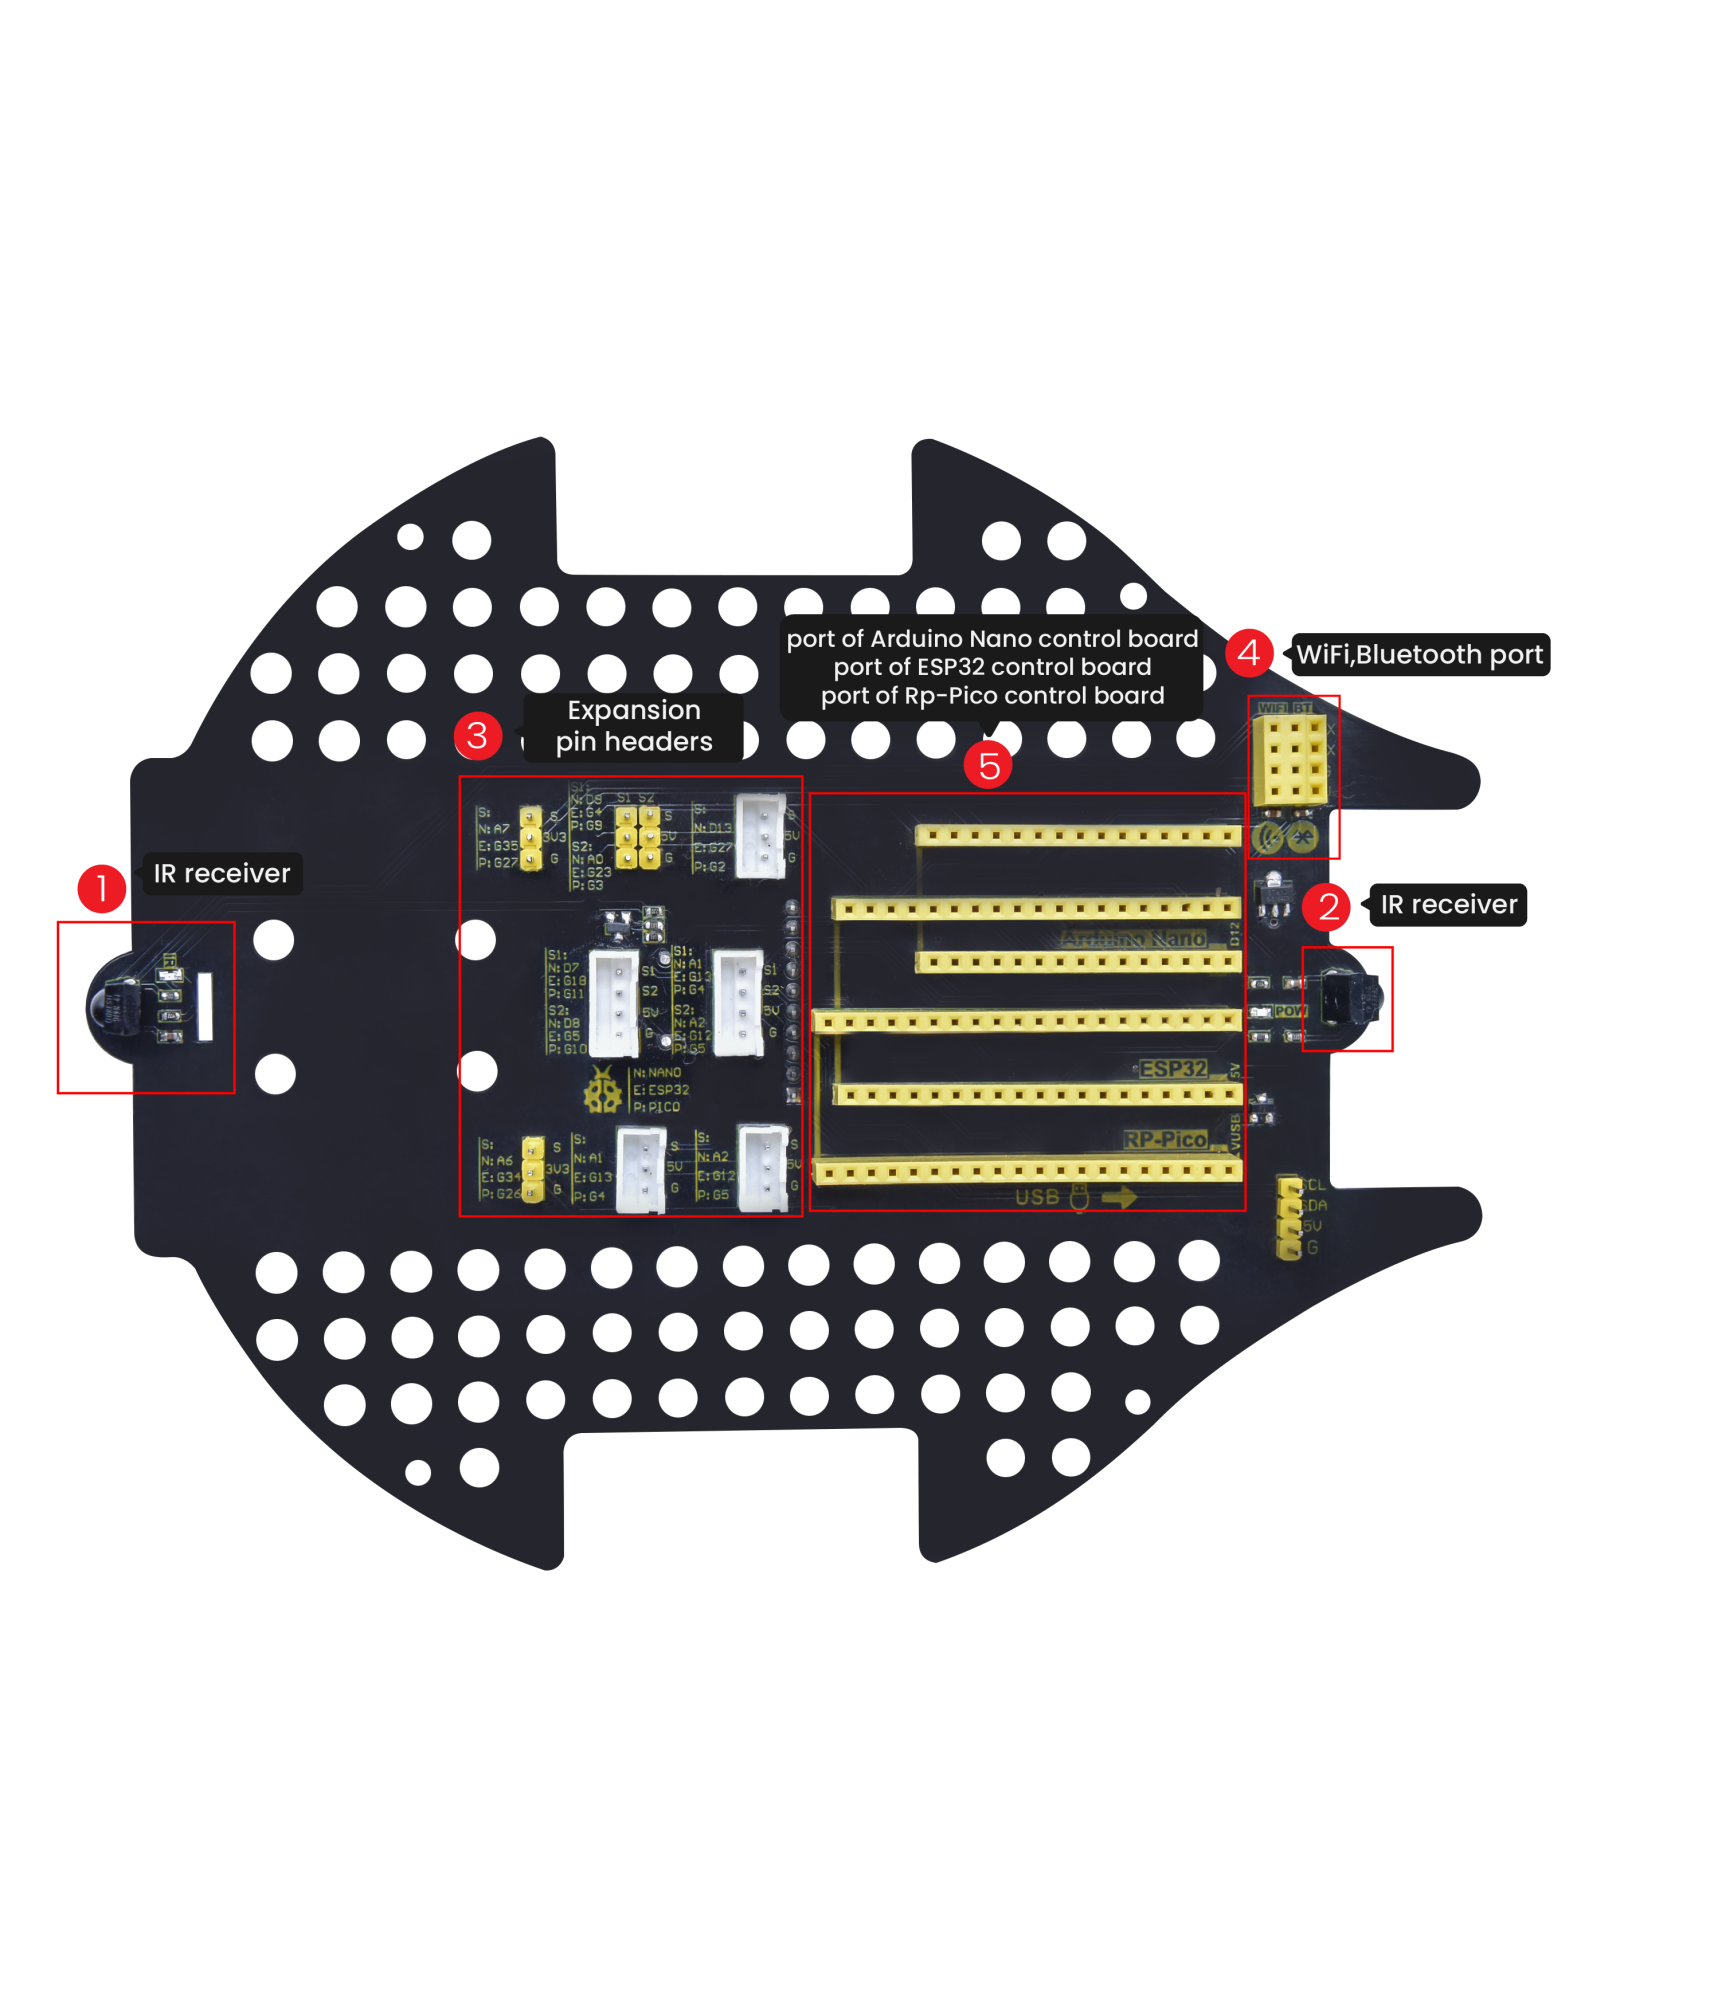 port of Arduino Nano control board
port of ESP32 control board
port of Rp-Pico control board
4
WiFi,Bluetooth port
3
Expansion
pin headers
5
1
IR receiver
2
IR receiver
WIFI BT
S:
N:A7
E:G35
P:G27
S
3V3
G
S1:
N:D9
E:G4
P:G9
S2:
N:A0
E:G23
P:G3
S1 S2
S
5V
G
S:
N:D13
E:G27
P:G2
S
5V
G
Arduino Nano
D12
S1:
N:D7
E:G18
P:G11
S2:
N:D8
E:G5
P:G10
S1
S2
5V
G
S1:
N:A1
E:G13
P:G4
S2:
N:A2
E:G12
P:G5
S1
S2
5V
G
POW
N:NANO
E:ESP32
P:PICO
ESP32
5V
RP-Pico
VUSB
S:
N:A6
E:G34
P:G26
S
3V3
G
S:
N:A1
E:G13
P:G4
S
5V
G
S:
N:A2
E:G12
P:G5
S
5V
G
USB
SCL
SDA
5V
G